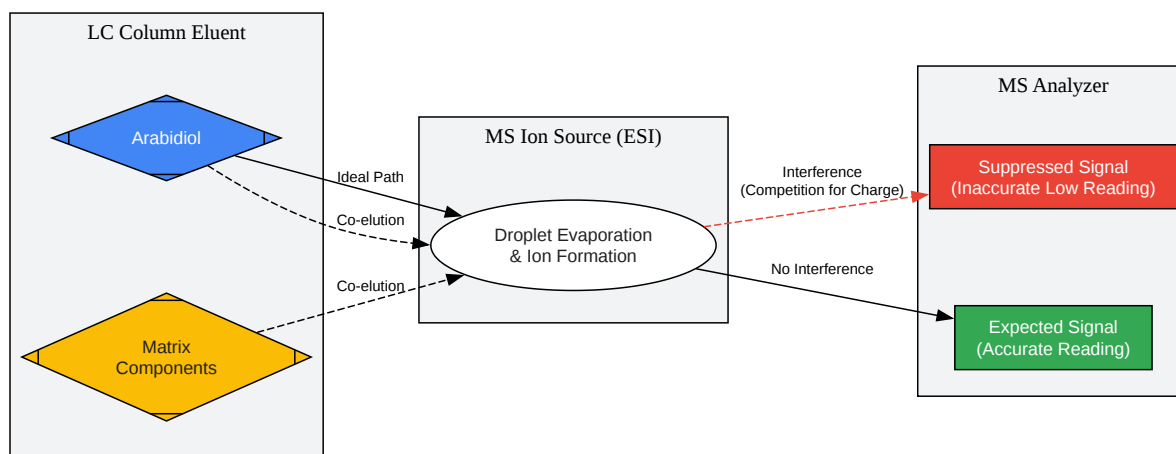 LC Column Eluent
Arabidiol
Matrix
Components
Ideal Path
Co-elution
Co-elution
MS Ion Source (ESI)
Droplet Evaporation
& Ion Formation
Interference
(Competition for Charge)
No Interference
MS Analyzer
Suppressed Signal
(Inaccurate Low Reading)
Expected Signal
(Accurate Reading)